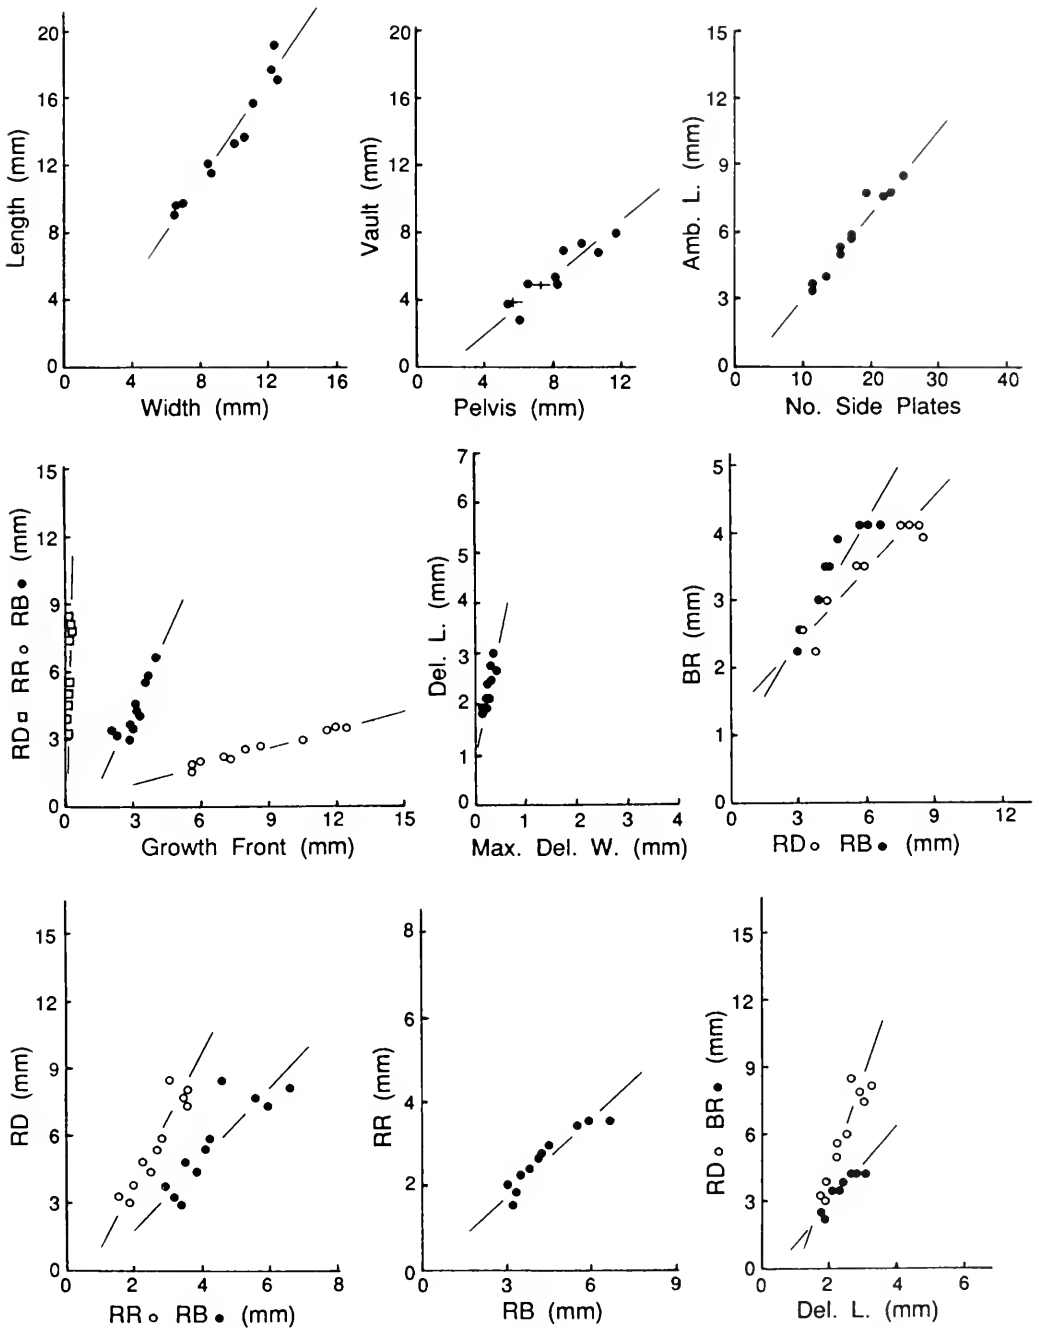 20
16
12
8
4
0
Length (mm)
0 4 8 12 16
Width (mm)
20
16
12
8
4
0
Vault (mm)
0 4 8 12
Pelvis (mm)
15
12
9
6
3
0
Amb. L. (mm)
0 10 20 30 40
No. Side Plates
15
12
9
6
3
0
RD □ RR ○ RB ● (mm)
0 3 6 9 12 15
Growth Front (mm)
7
6
5
4
3
2
1
0
Del. L. (mm)
0 1 2 3 4
Max. Del. W. (mm)
5
4
3
2
1
0
BR (mm)
0 3 6 9 12
RD ○ RB ● (mm)
15
12
9
6
3
0
RD (mm)
0 2 4 6 8
RR ○ RB ● (mm)
8
6
4
2
0
RR (mm)
0 3 6 9
RB (mm)
15
12
9
6
3
0
RD ○ BR ● (mm)
0 2 4 6
Del. L. (mm)